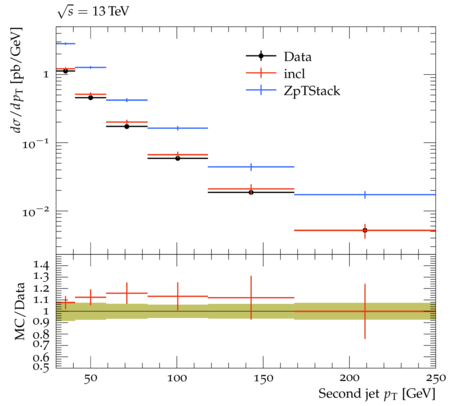 √s = 13 TeV
dσ/dpT [pb/GeV]
Data
incl
ZpTStack
1
10⁻¹
10⁻²
MC/Data
1.4
1.3
1.2
1.1
1
0.9
0.8
0.7
0.6
0.5
50 100 150 200 250
Second jet pT [GeV]